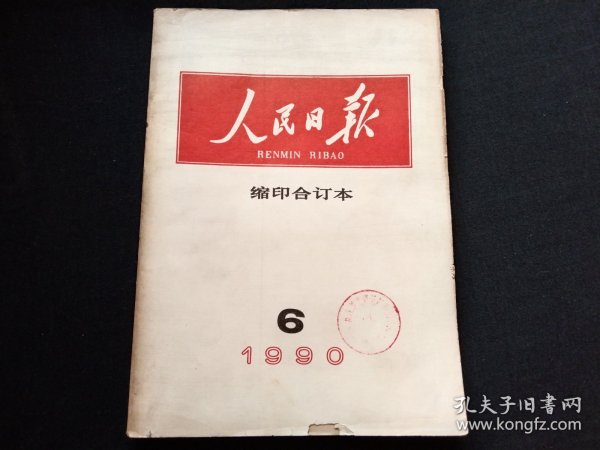 人民日报
RENMIN RIBAO
缩印合订本
6
1990
孔夫子旧书网
www.kongfz.com